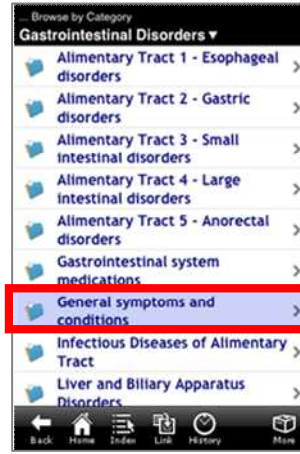 ... Browse by Category
Gastrointestinal Disorders ▾
Alimentary Tract 1 - Esophageal
disorders
Alimentary Tract 2 - Gastric
disorders
Alimentary Tract 3 - Small
intestinal disorders
Alimentary Tract 4 - Large
intestinal disorders
Alimentary Tract 5 - Anorectal
disorders
Gastrointestinal system
medications
General symptoms and
conditions
Infectious Diseases of Alimentary
Tract
Liver and Biliary Apparatus
Disorders
Back Home Index Link History More